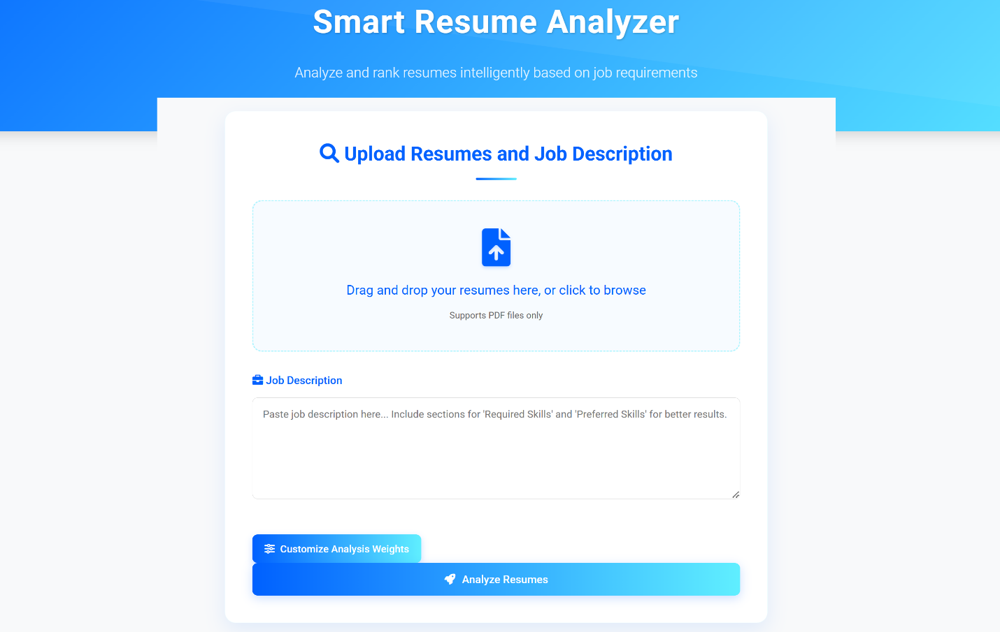 Smart Resume Analyzer
Analyze and rank resumes intelligently based on job requirements
Upload Resumes and Job Description
Drag and drop your resumes here, or click to browse
Supports PDF files only
Job Description
Paste job description here... Include sections for 'Required Skills' and 'Preferred Skills' for better results.
Customize Analysis Weights
Analyze Resumes